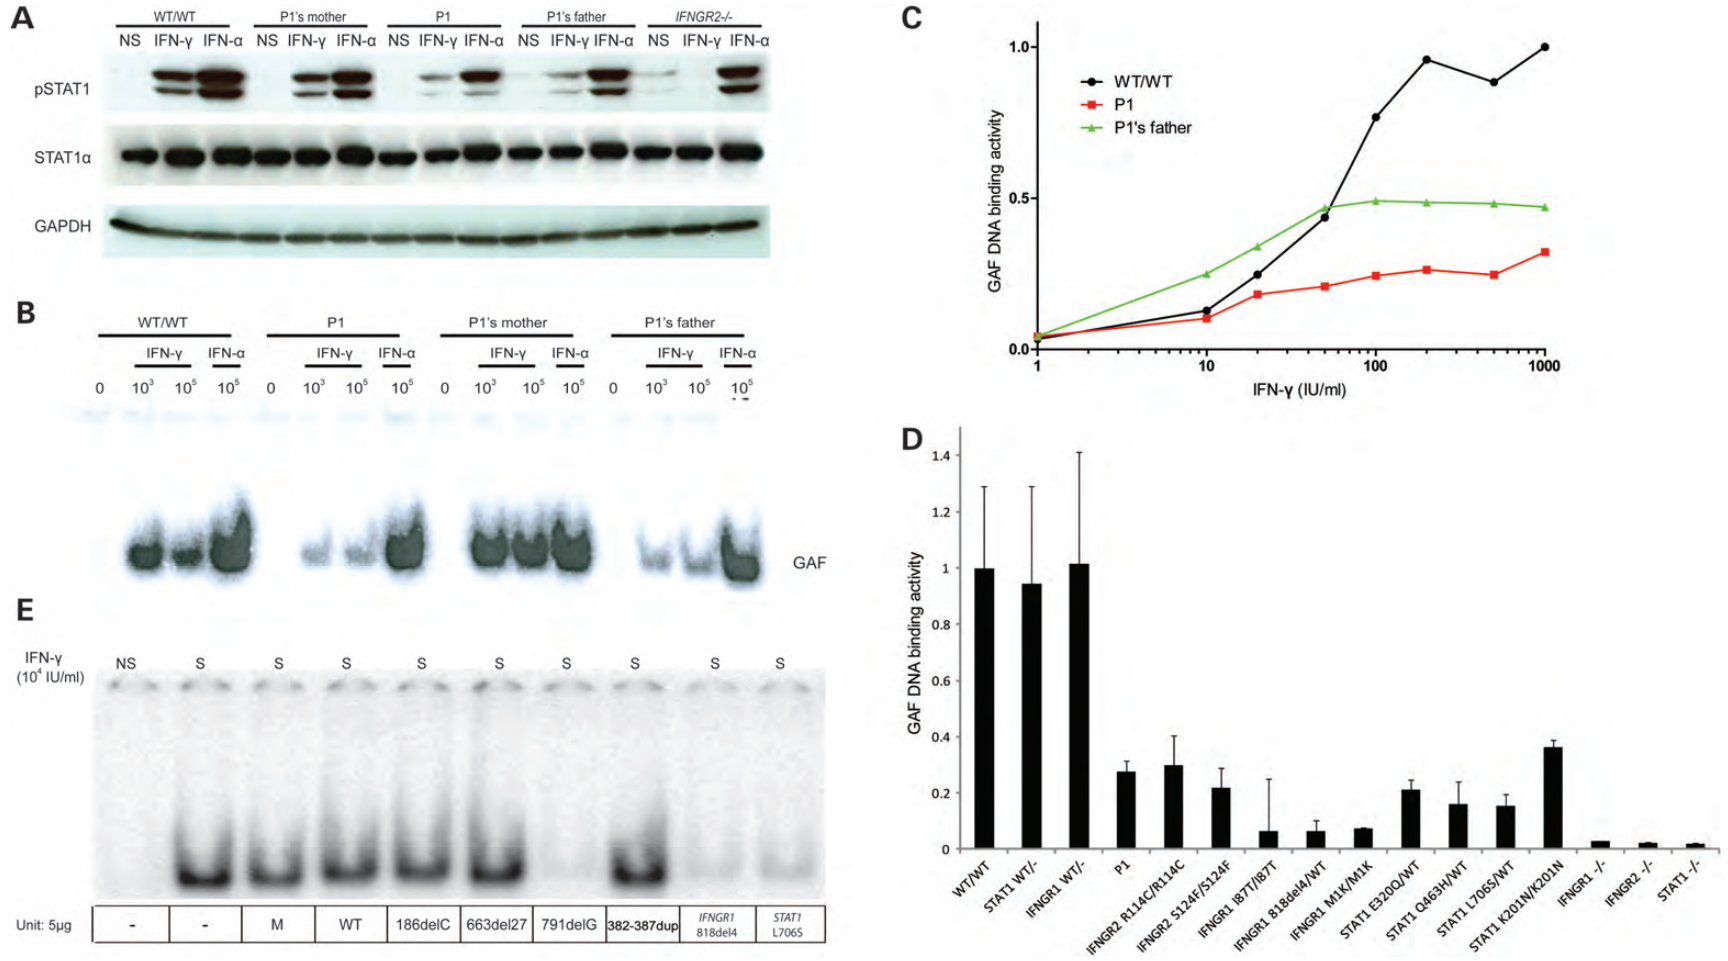 A
WT/WT P1's mother P1 P1's father IFNGR2-/-
NS IFN-γ IFN-α NS IFN-γ IFN-α NS IFN-γ IFN-α NS IFN-γ IFN-α NS IFN-γ IFN-α
pSTAT1
STAT1α
GAPDH
B
WT/WT P1 P1's mother P1's father
IFN-γ IFN-α IFN-γ IFN-α IFN-γ IFN-α IFN-γ IFN-α
0 10³ 10⁵ 10⁵ 0 10³ 10⁵ 10⁵ 0 10³ 10⁵ 10⁵ 0 10³ 10⁵ 10⁵
GAF
E
IFN-γ
(10⁴ IU/ml)
NS S S S S S S S S S
Unit: 5µg - - M WT 186delC 663del27 791delG 382-387dup IFNGR1 818del4 STAT1 L706S
C
GAF DNA binding activity
1.0
0.5
0.0
WT/WT
P1
P1's father
1 10 100 1000
IFN-γ (IU/ml)
D
GAF DNA binding activity
1.4
1.2
1
0.8
0.6
0.4
0.2
0
WT/WT
STAT1 WT/-
IFNGR1 WT/-
P1
IFNGR2 R114C/R114C
IFNGR2 S124F/S124F
IFNGR1 I87T/I87T
IFNGR1 818del4/WT
IFNGR1 M1K/M1K
STAT1 E320Q/WT
STAT1 Q463H/WT
STAT1 L706S/WT
STAT1 K201N/K201N
IFNGR1 -/-
IFNGR2 -/-
STAT1 -/-